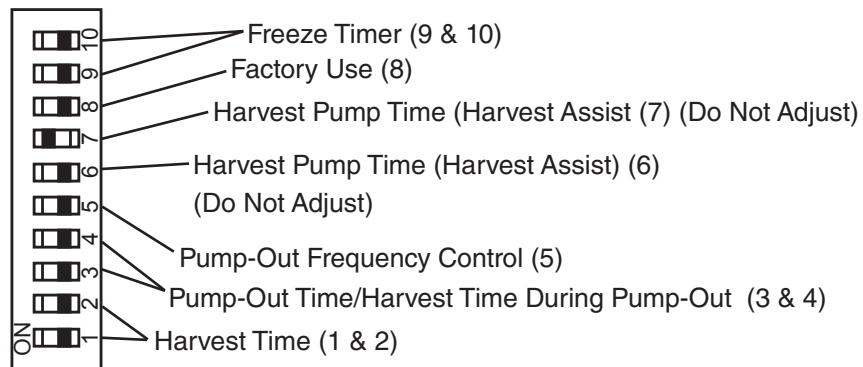 10
9
8
7
6
5
4
3
2
1
ON
Freeze Timer (9 & 10)
Factory Use (8)
Harvest Pump Time (Harvest Assist (7) (Do Not Adjust)
Harvest Pump Time (Harvest Assist) (6)
(Do Not Adjust)
Pump-Out Frequency Control (5)
Pump-Out Time/Harvest Time During Pump-Out (3 & 4)
Harvest Time (1 & 2)